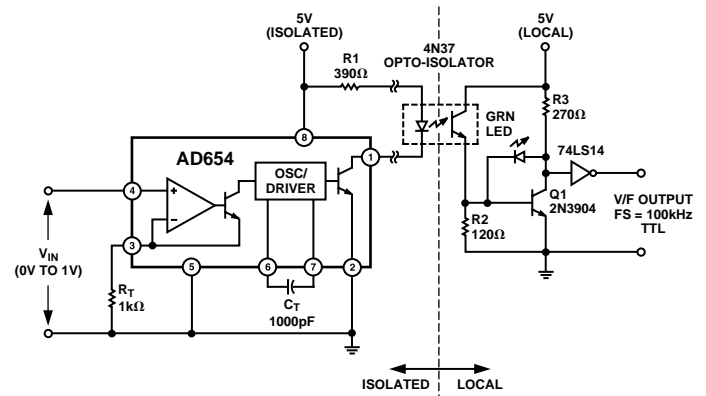 5V
(ISOLATED)
R1
390Ω
4N37
OPTO-ISOLATOR
5V
(LOCAL)
R3
270Ω
GRN
LED
74LS14
8
AD654
1
OSC/
DRIVER
4
+
−
3
VIN
(0V TO 1V)
RT
1kΩ
5
6
7
2
CT
1000pF
R2
120Ω
Q1
2N3904
V/F OUTPUT
FS = 100kHz
TTL
ISOLATED
LOCAL